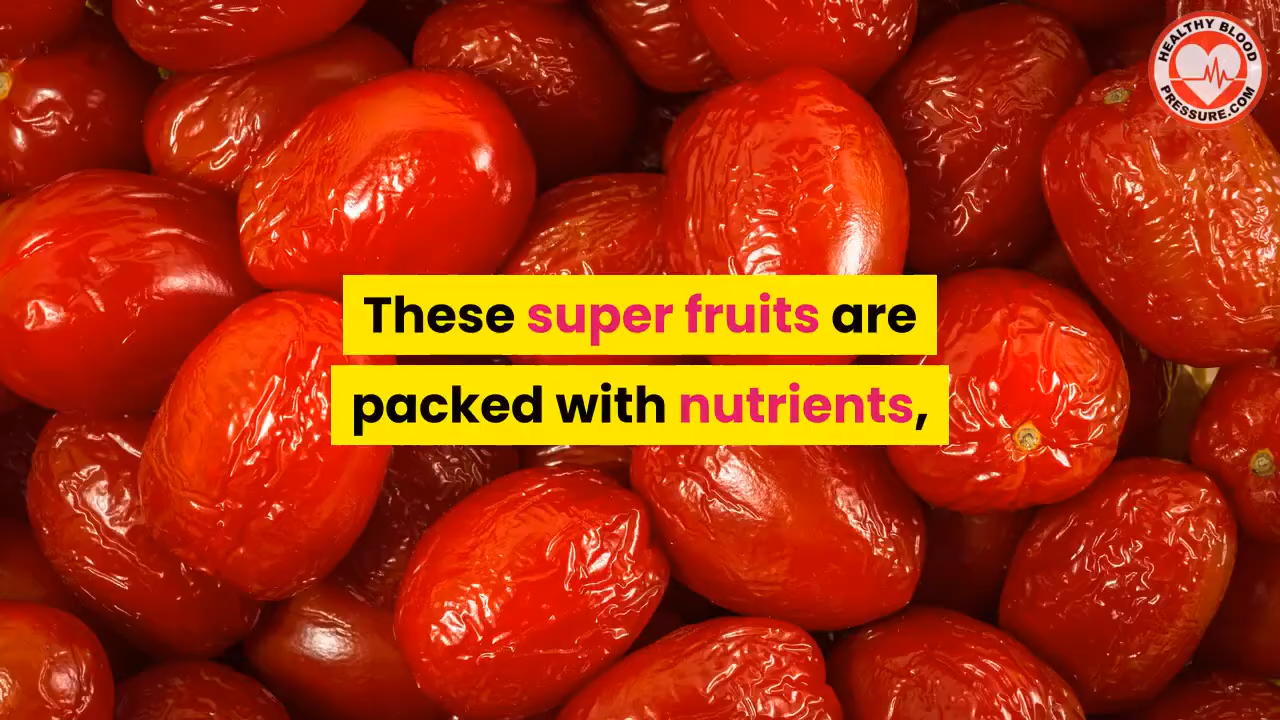 HEALTHY BLOOD
PRESSURE.COM
These super fruits are
packed with nutrients,